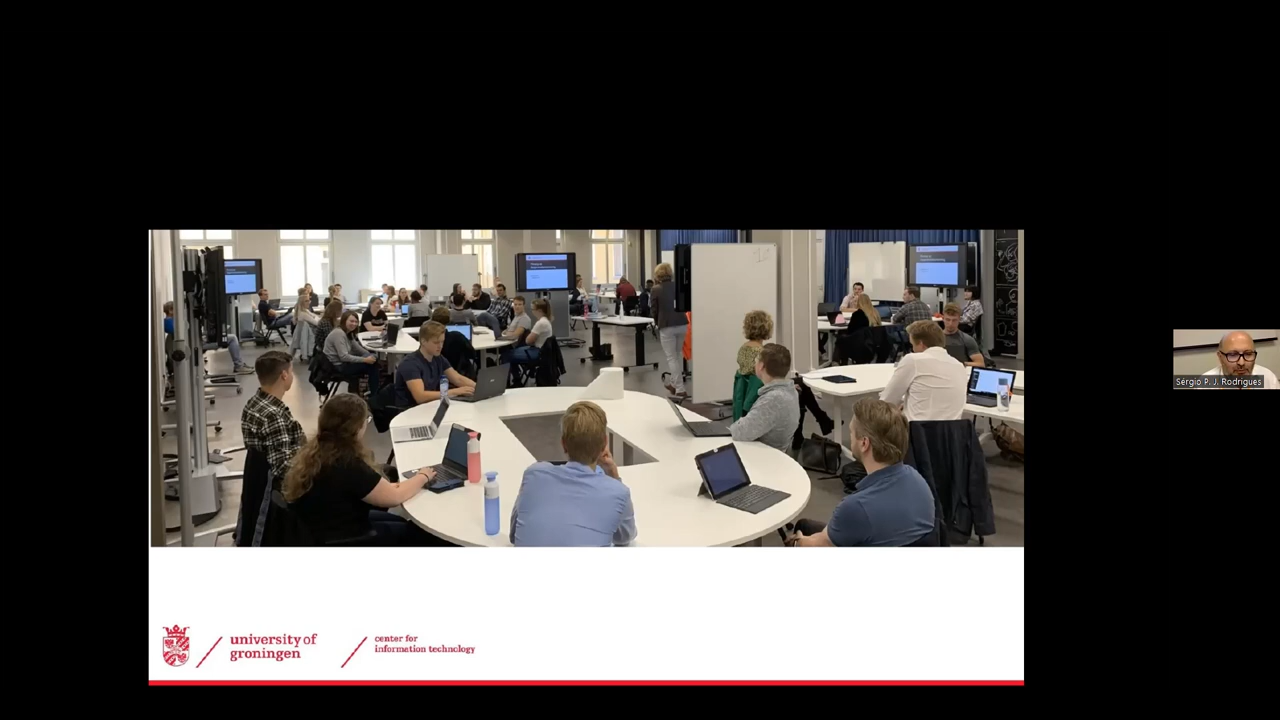 university of
groningen
center for
information technology
Sérgio P. J. Rodrigues